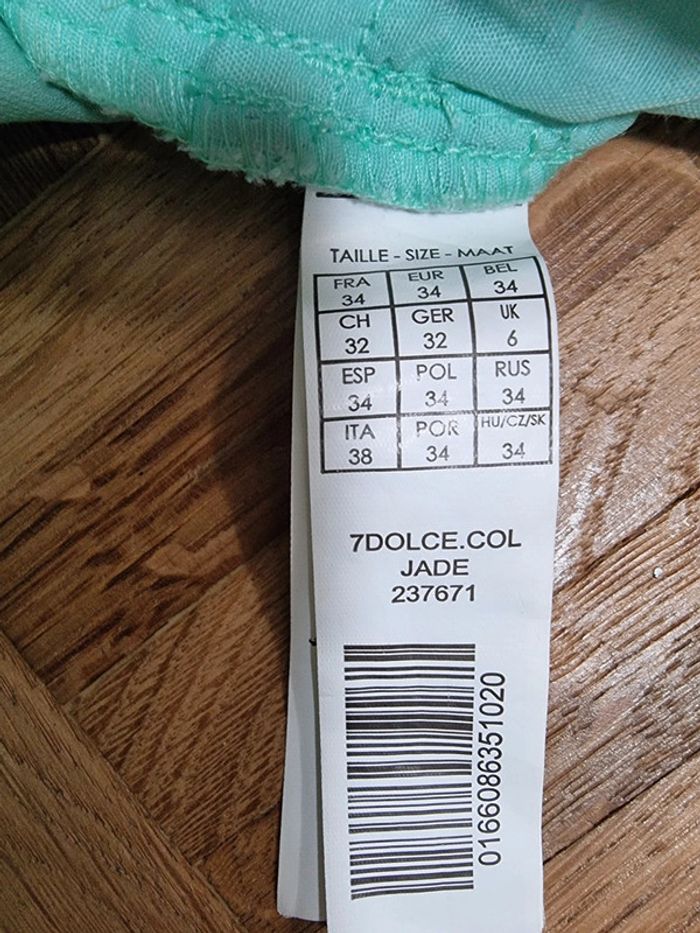 TAILLE - SIZE - MAAT
FRA EUR BEL
34 34 34
CH GER UK
32 32 6
ESP POL RUS
34 34 34
ITA POR HU/CZ/SK
38 34 34
7DOLCE.COL
JADE
237671
0166086351020